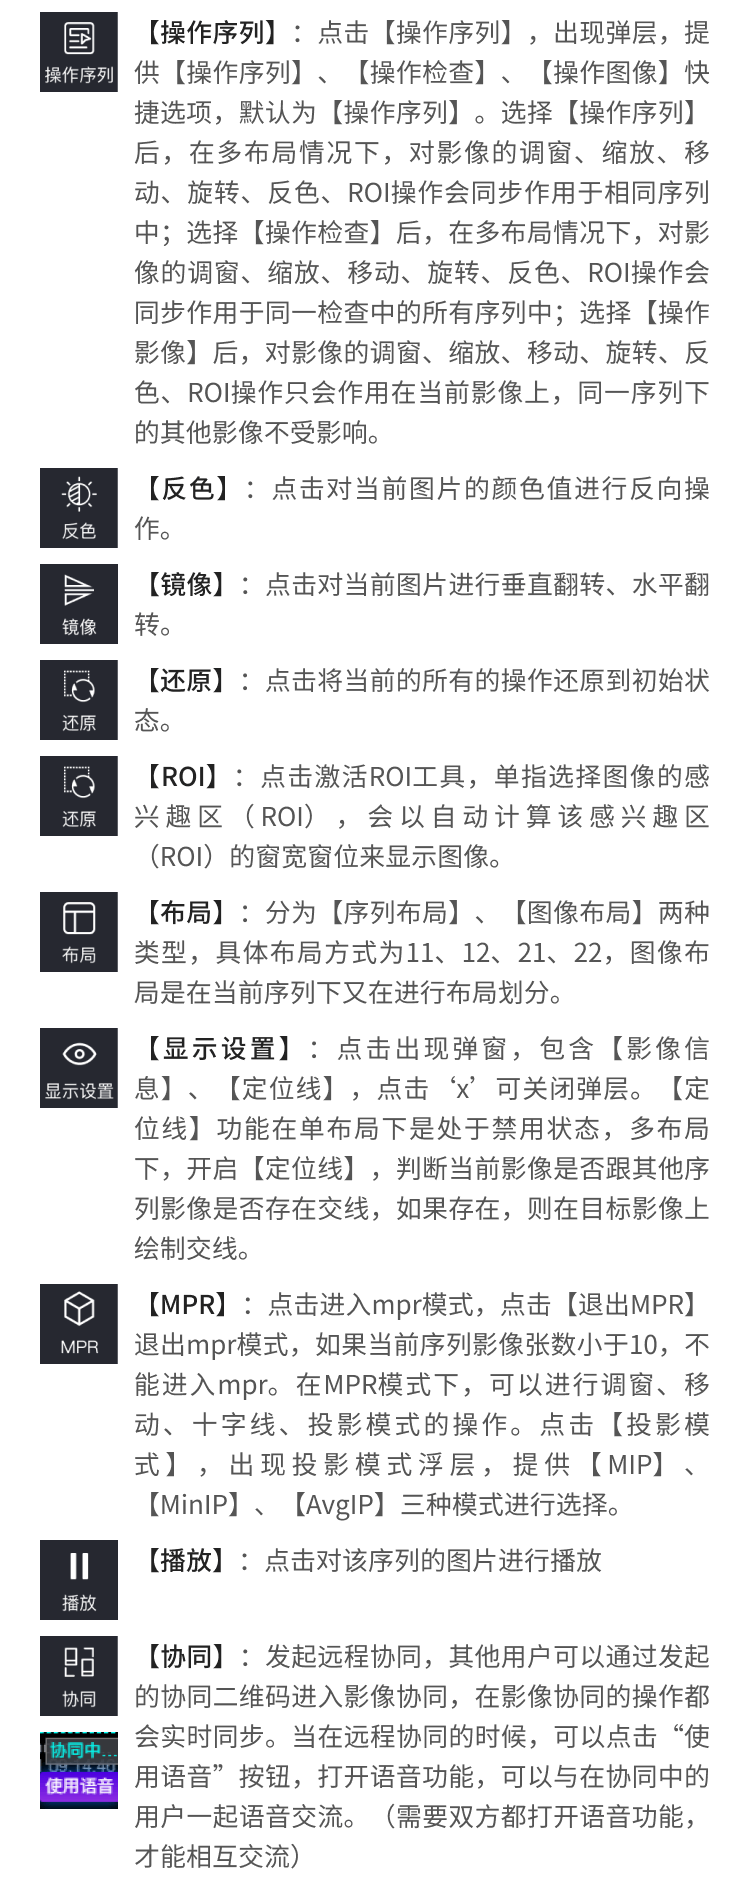 操作序列
【操作序列】：点击【操作序列】，出现弹层，提
供【操作序列】、【操作检查】、【操作图像】快
捷选项，默认为【操作序列】。选择【操作序列】
后，在多布局情况下，对影像的调窗、缩放、移
动、旋转、反色、ROI操作会同步作用于相同序列
中；选择【操作检查】后，在多布局情况下，对影
像的调窗、缩放、移动、旋转、反色、ROI操作会
同步作用于同一检查中的所有序列中；选择【操作
影像】后，对影像的调窗、缩放、移动、旋转、反
色、ROI操作只会作用在当前影像上，同一序列下
的其他影像不受影响。
反色
【反色】：点击对当前图片的颜色值进行反向操
作。
镜像
【镜像】：点击对当前图片进行垂直翻转、水平翻
转。
还原
【还原】：点击将当前的所有的操作还原到初始状
态。
还原
【ROI】：点击激活ROI工具，单指选择图像的感
兴趣区（ROI），会以自动计算该感兴趣区
（ROI）的窗宽窗位来显示图像。
布局
【布局】：分为【序列布局】、【图像布局】两种
类型，具体布局方式为11、12、21、22，图像布
局是在当前序列下又在进行布局划分。
显示设置
【显示设置】：点击出现弹窗，包含【影像信
息】、【定位线】，点击‘x’可关闭弹层。【定
位线】功能在单布局下是处于禁用状态，多布局
下，开启【定位线】，判断当前影像是否跟其他序
列影像是否存在交线，如果存在，则在目标影像上
绘制交线。
MPR
【MPR】：点击进入mpr模式，点击【退出MPR】
退出mpr模式，如果当前序列影像张数小于10，不
能进入mpr。在MPR模式下，可以进行调窗、移
动、十字线、投影模式的操作。点击【投影模
式】，出现投影模式浮层，提供【MIP】、
【MinIP】、【AvgIP】三种模式进行选择。
播放
【播放】：点击对该序列的图片进行播放
协同
【协同】：发起远程协同，其他用户可以通过发起
的协同二维码进入影像协同，在影像协同的操作都
会实时同步。当在远程协同的时候，可以点击“使
用语音”按钮，打开语音功能，可以与在协同中的
用户一起语音交流。（需要双方都打开语音功能，
才能相互交流）
协同中...
使用语音